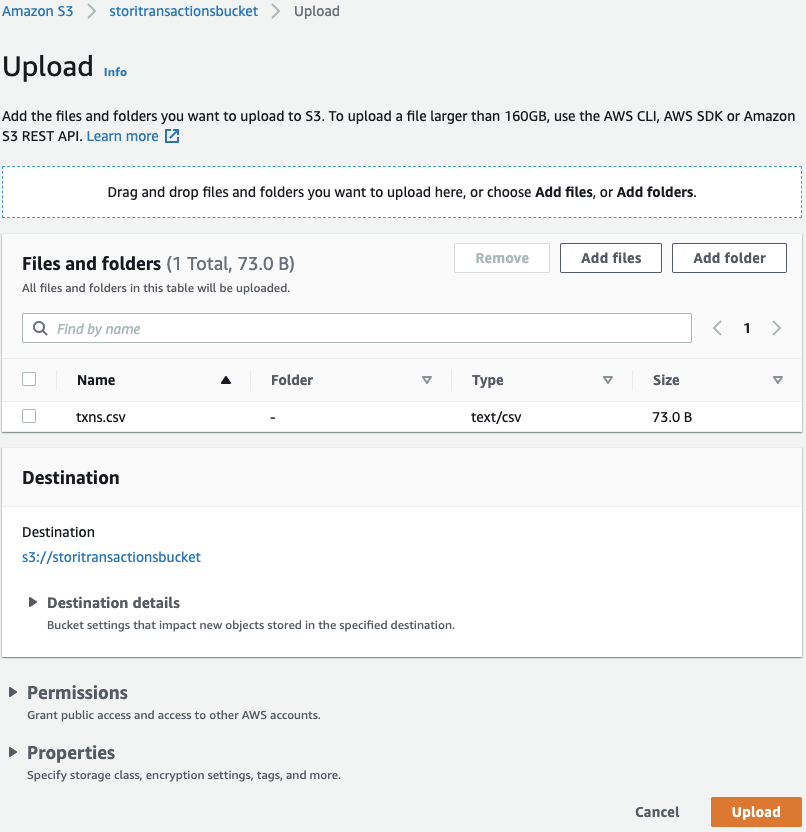 Amazon S3 > storitransactionsbucket > Upload
Upload Info
Add the files and folders you want to upload to S3. To upload a file larger than 160GB, use the AWS CLI, AWS SDK or Amazon
S3 REST API. Learn more
Drag and drop files and folders you want to upload here, or choose Add files, or Add folders.
Files and folders (1 Total, 73.0 B)
Remove
Add files
Add folder
All files and folders in this table will be uploaded.
Find by name
1
Name Folder Type Size
txns.csv - text/csv 73.0 B
Destination
Destination
s3://storitransactionsbucket
Destination details
Bucket settings that impact new objects stored in the specified destination.
Permissions
Grant public access and access to other AWS accounts.
Properties
Specify storage class, encryption settings, tags, and more.
Cancel Upload